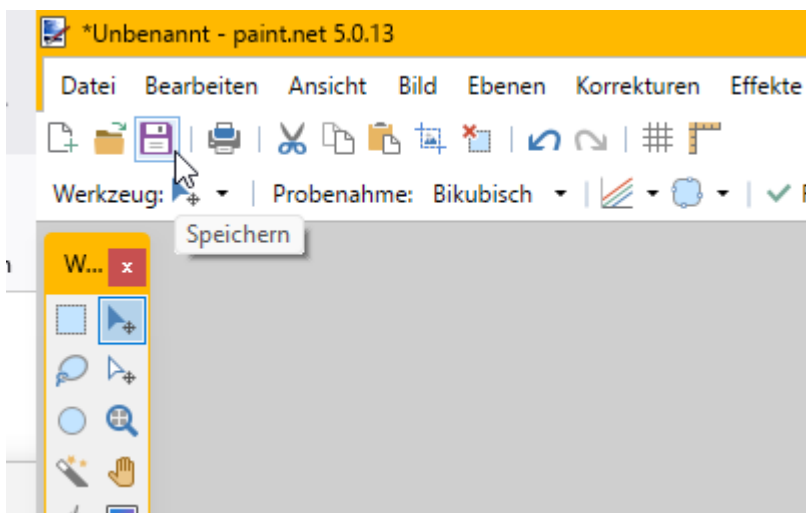 *Unbenannt - paint.net 5.0.13
Datei Bearbeiten Ansicht Bild Ebenen Korrekturen Effekte
Werkzeug: Probenahme: Bikubisch
Speichern
W...